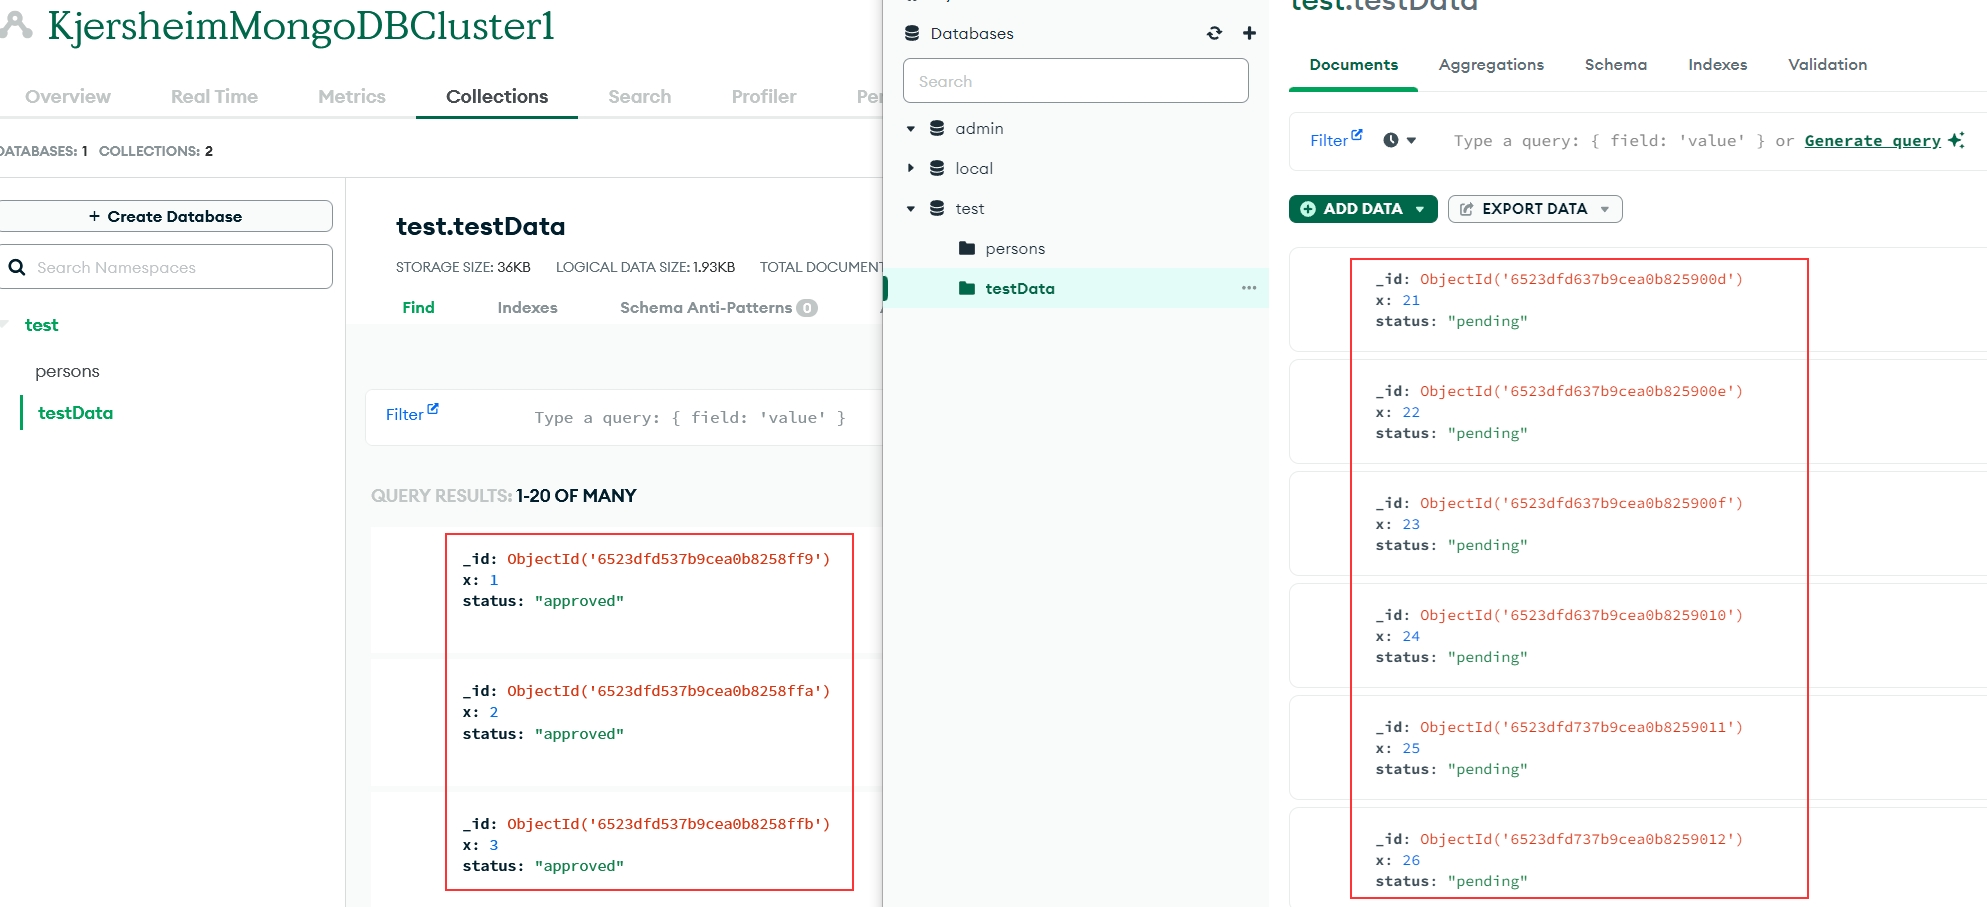 KjersheimMongoDBCluster1
Overview Real Time Metrics Collections Search Profiler
DATABASES: 1 COLLECTIONS: 2
+ Create Database
Search Namespaces
test
persons
testData
test.testData
STORAGE SIZE: 36KB LOGICAL DATA SIZE: 1.93KB TOTAL DOCUMENT
Find Indexes Schema Anti-Patterns 0
Filter Type a query: { field: 'value' }
QUERY RESULTS: 1-20 OF MANY
_id: ObjectId('6523dfd537b9cea0b8258ff9')
x: 1
status: "approved"
_id: ObjectId('6523dfd537b9cea0b8258ffa')
x: 2
status: "approved"
_id: ObjectId('6523dfd537b9cea0b8258ffb')
x: 3
status: "approved"
Databases
Search
admin
local
test
persons
testData
test.testData
Documents Aggregations Schema Indexes Validation
Filter Type a query: { field: 'value' } or Generate query
ADD DATA EXPORT DATA
_id: ObjectId('6523dfd637b9cea0b825900d')
x: 21
status: "pending"
_id: ObjectId('6523dfd637b9cea0b825900e')
x: 22
status: "pending"
_id: ObjectId('6523dfd637b9cea0b825900f')
x: 23
status: "pending"
_id: ObjectId('6523dfd637b9cea0b8259010')
x: 24
status: "pending"
_id: ObjectId('6523dfd737b9cea0b8259011')
x: 25
status: "pending"
_id: ObjectId('6523dfd737b9cea0b8259012')
x: 26
status: "pending"